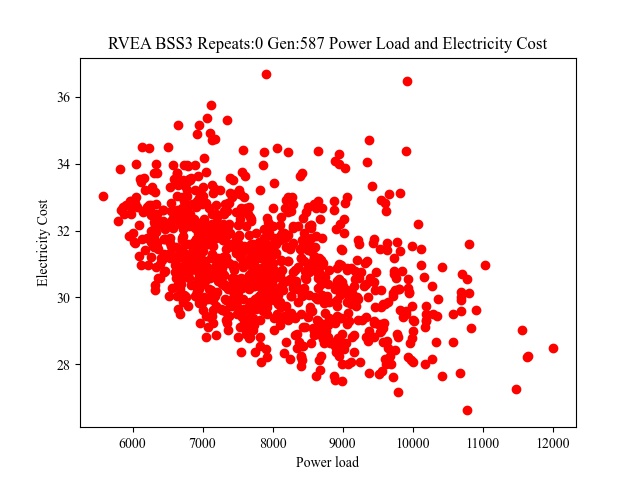 RVEA BSS3 Repeats:0 Gen:587 Power Load and Electricity Cost
36
34
32
30
28
Electricity Cost
6000 7000 8000 9000 10000 11000 12000
Power load